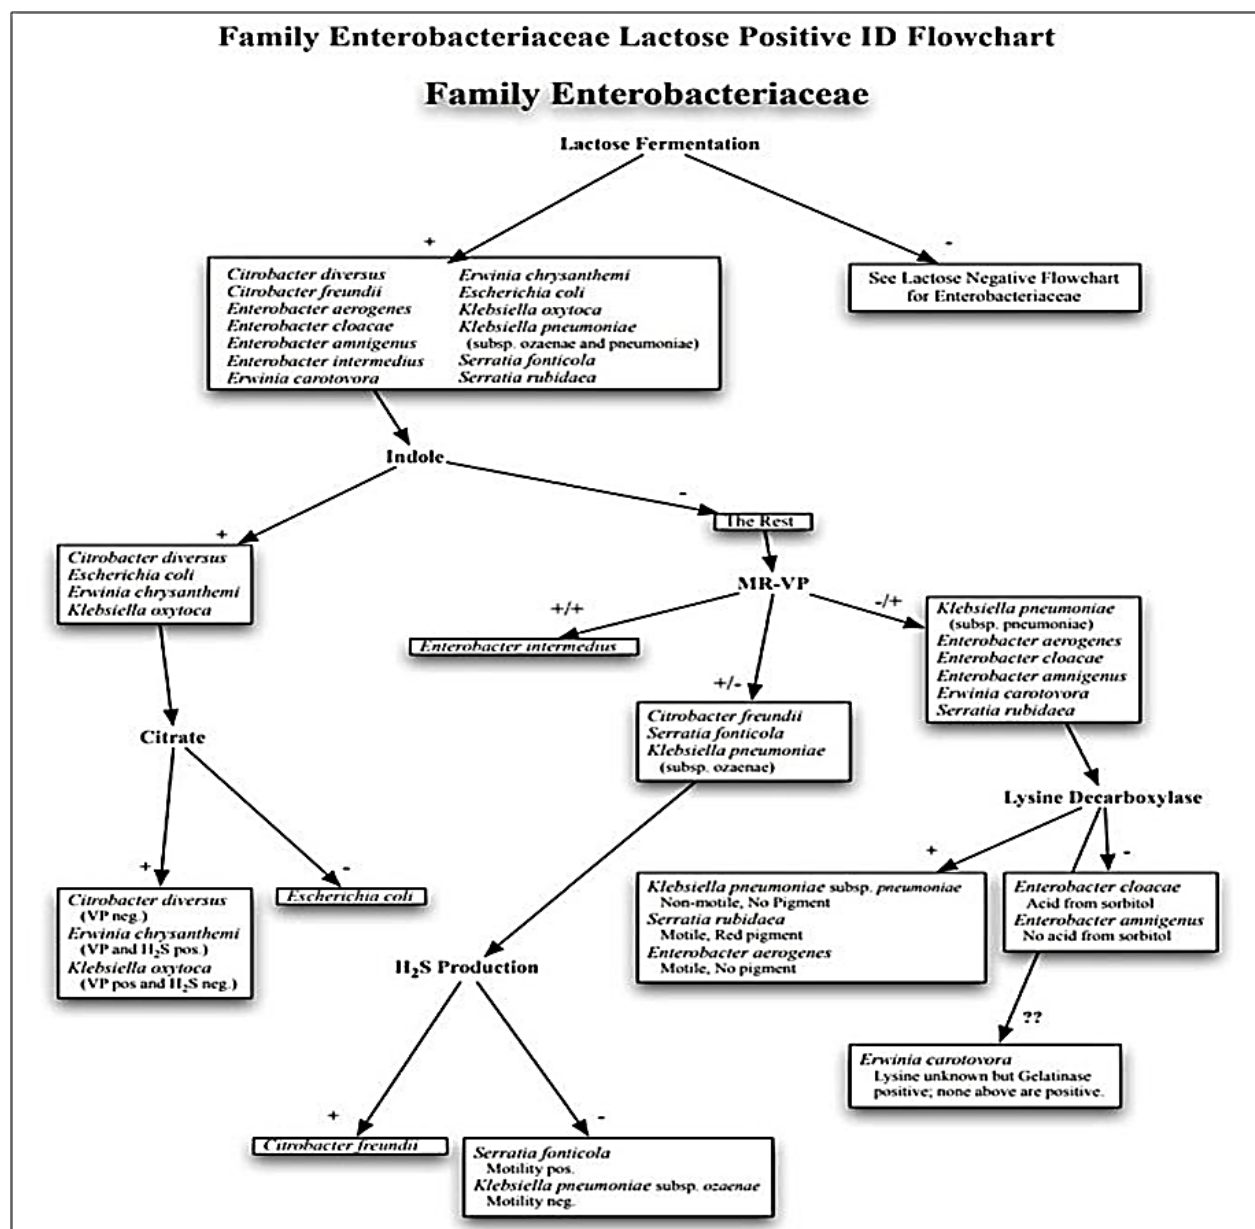 Family Enterobacteriaceae Lactose Positive ID Flowchart
Family Enterobacteriaceae
Lactose Fermentation
+
-
Citrobacter diversus
Citrobacter freundii
Enterobacter aerogenes
Enterobacter cloacae
Enterobacter amnigenus
Enterobacter intermedius
Erwinia carotovora
Erwinia chrysanthemi
Escherichia coli
Klebsiella oxytoca
Klebsiella pneumoniae
(subsp. ozaenae and pneumoniae)
Serratia fonticola
Serratia rubidaea
See Lactose Negative Flowchart
for Enterobacteriaceae
Indole
+
-
Citrobacter diversus
Escherichia coli
Erwinia chrysanthemi
Klebsiella oxytoca
The Rest
MR-VP
+/+
+/-
-/+
Enterobacter intermedius
Citrobacter freundii
Serratia fonticola
Klebsiella pneumoniae
(subsp. ozaenae)
Klebsiella pneumoniae
(subsp. pneumoniae)
Enterobacter aerogenes
Enterobacter cloacae
Enterobacter amnigenus
Erwinia carotovora
Serratia rubidaea
Citrate
+
-
Citrobacter diversus
(VP neg.)
Erwinia chrysanthemi
(VP and H₂S pos.)
Klebsiella oxytoca
(VP pos and H₂S neg.)
Escherichia coli
Lysine Decarboxylase
+
-
??
Klebsiella pneumoniae subsp. pneumoniae
Non-motile, No Pigment
Serratia rubidaea
Motile, Red pigment
Enterobacter aerogenes
Motile, No pigment
Enterobacter cloacae
Acid from sorbitol
Enterobacter amnigenus
No acid from sorbitol
Erwinia carotovora
Lysine unknown but Gelatinase
positive; none above are positive.
H₂S Production
+
-
Citrobacter freundii
Serratia fonticola
Motility pos.
Klebsiella pneumoniae subsp. ozaenae
Motility neg.